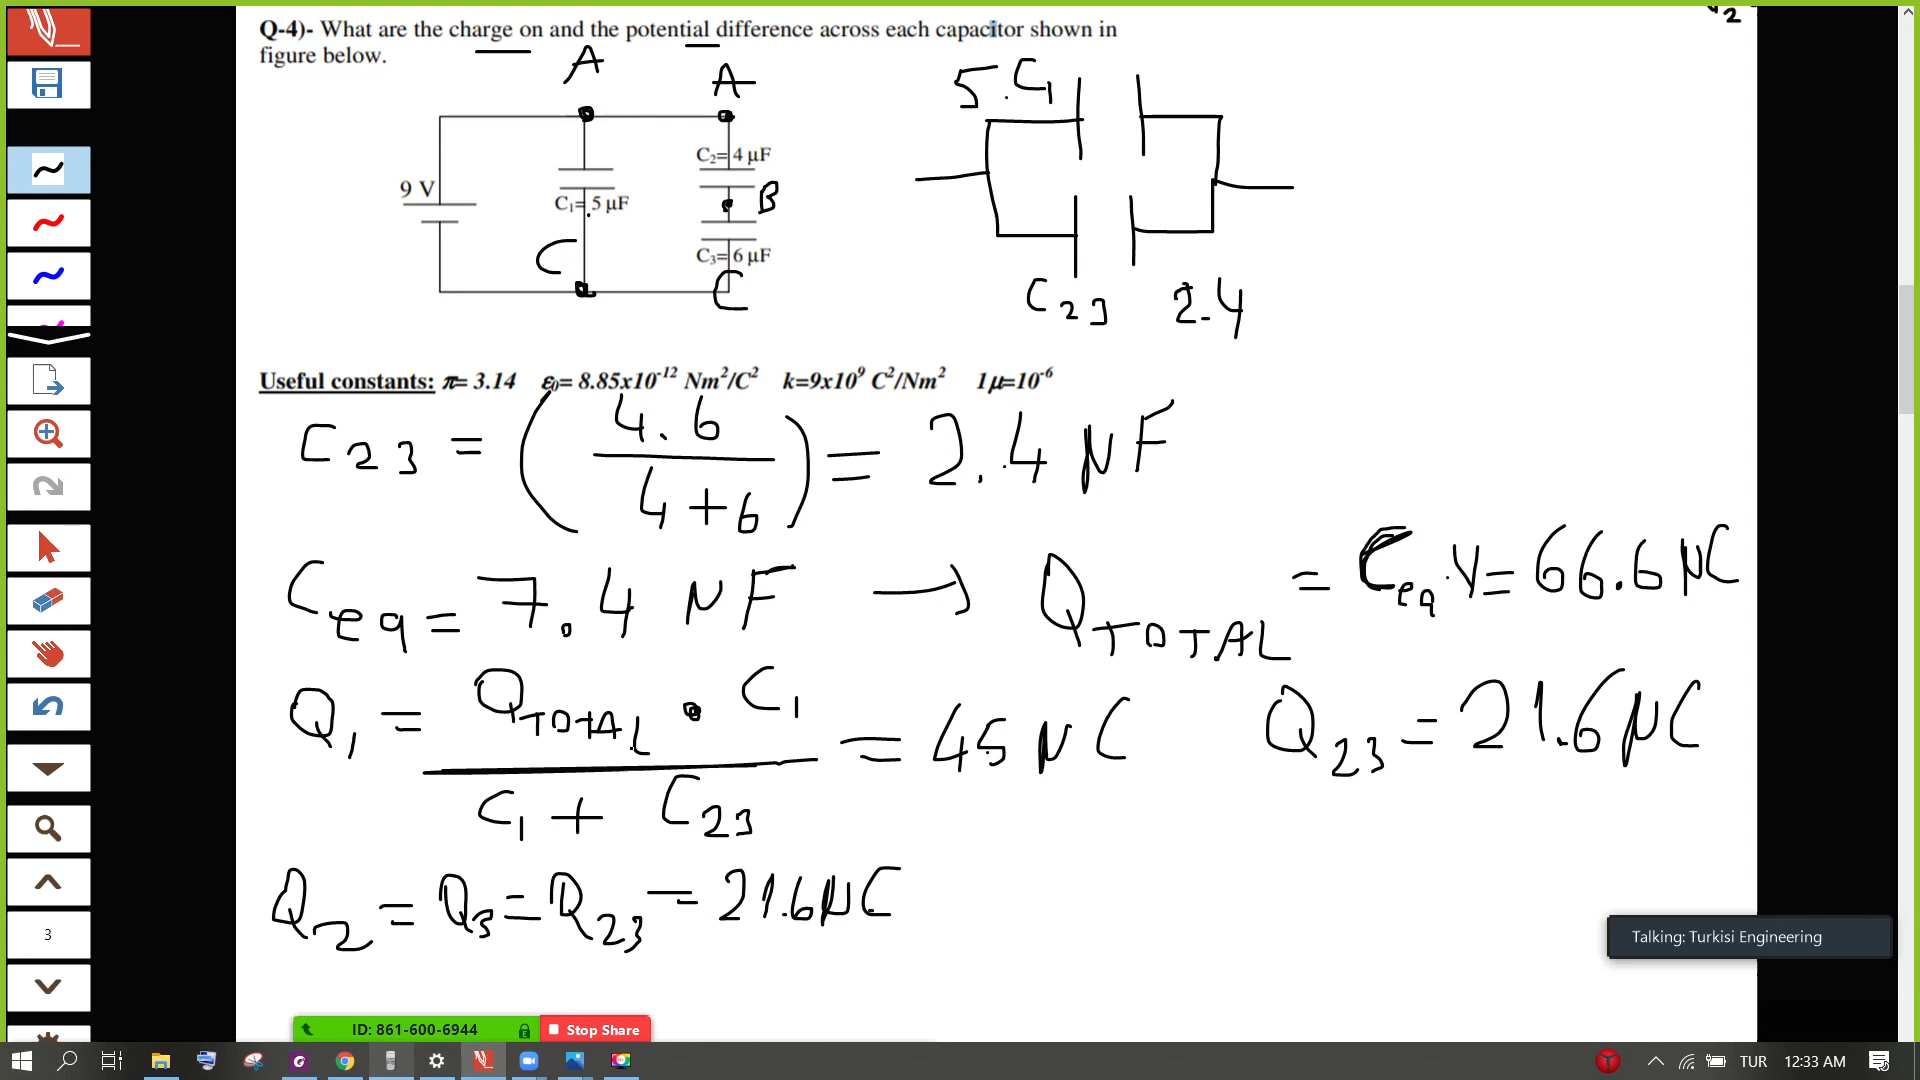 Q-4)- What are the charge on and the potential difference across each capacitor shown in
figure below.
A
A
5.C₁
C₂= 4 μF
9 V
C₁= 5 μF
B
C
C₃= 6 μF
C
C₂₃ 2.4
Useful constants: π= 3.14 ε₀= 8.85x10⁻¹² Nm²/C² k=9x10⁹ C²/Nm² 1μ=10⁻⁶
C₂₃ = (4.6 / 4+6) = 2.4 μF
Ceq = 7.4 μF → QTOTAL = Ceq.V = 66.6 μC
Q₁ = QTOTAL • C₁ / C₁ + C₂₃ = 45 μC Q₂₃ = 21.6 μC
Q₂ = Q₃ = Q₂₃ = 21.6 μC
Talking: Turkisi Engineering
3
ID: 861-600-6944 Stop Share
TUR 12:33 AM